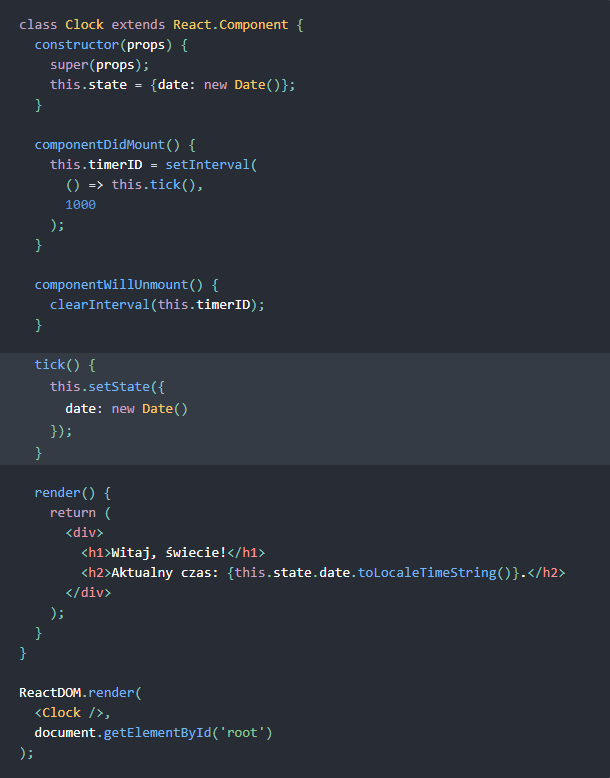 class Clock extends React.Component {
  constructor(props) {
    super(props);
    this.state = {date: new Date()};
  }

  componentDidMount() {
    this.timerID = setInterval(
      () => this.tick(),
      1000
    );
  }

  componentWillUnmount() {
    clearInterval(this.timerID);
  }

  tick() {
    this.setState({
      date: new Date()
    });
  }

  render() {
    return (
      <div>
        <h1>Witaj, świecie!</h1>
        <h2>Aktualny czas: {this.state.date.toLocaleTimeString()}.</h2>
      </div>
    );
  }
}

ReactDOM.render(
  <Clock />,
  document.getElementById('root')
);